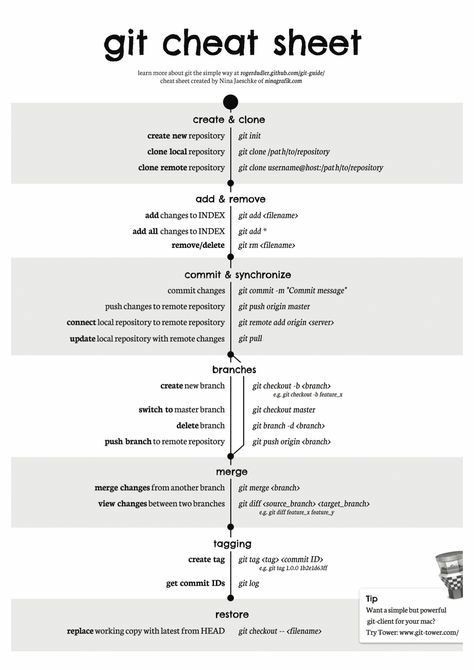 git cheat sheet
learn more about git the simple way at rogerdudler.github.com/git-guide/
cheat sheet created by Nina Jaeschke of ninagrafik.com
create & clone
create new repository git init
clone local repository git clone /path/to/repository
clone remote repository git clone username@host:/path/to/repository
add & remove
add changes to INDEX git add <filename>
add all changes to INDEX git add *
remove/delete git rm <filename>
commit & synchronize
commit changes git commit -m "Commit message"
push changes to remote repository git push origin master
connect local repository to remote repository git remote add origin <server>
update local repository with remote changes git pull
branches
create new branch git checkout -b <branch>
e.g. git checkout -b feature_x
switch to master branch git checkout master
delete branch git branch -d <branch>
push branch to remote repository git push origin <branch>
merge
merge changes from another branch git merge <branch>
view changes between two branches git diff <source_branch> <target_branch>
e.g. git diff feature_x feature_y
tagging
create tag git tag <tag> <commit ID>
e.g. git tag 1.0.0 1b2e1d63ff
get commit IDs git log
restore
replace working copy with latest from HEAD git checkout -- <filename>
Tip
Want a simple but powerful
git-client for your mac?
Try Tower: www.git-tower.com/